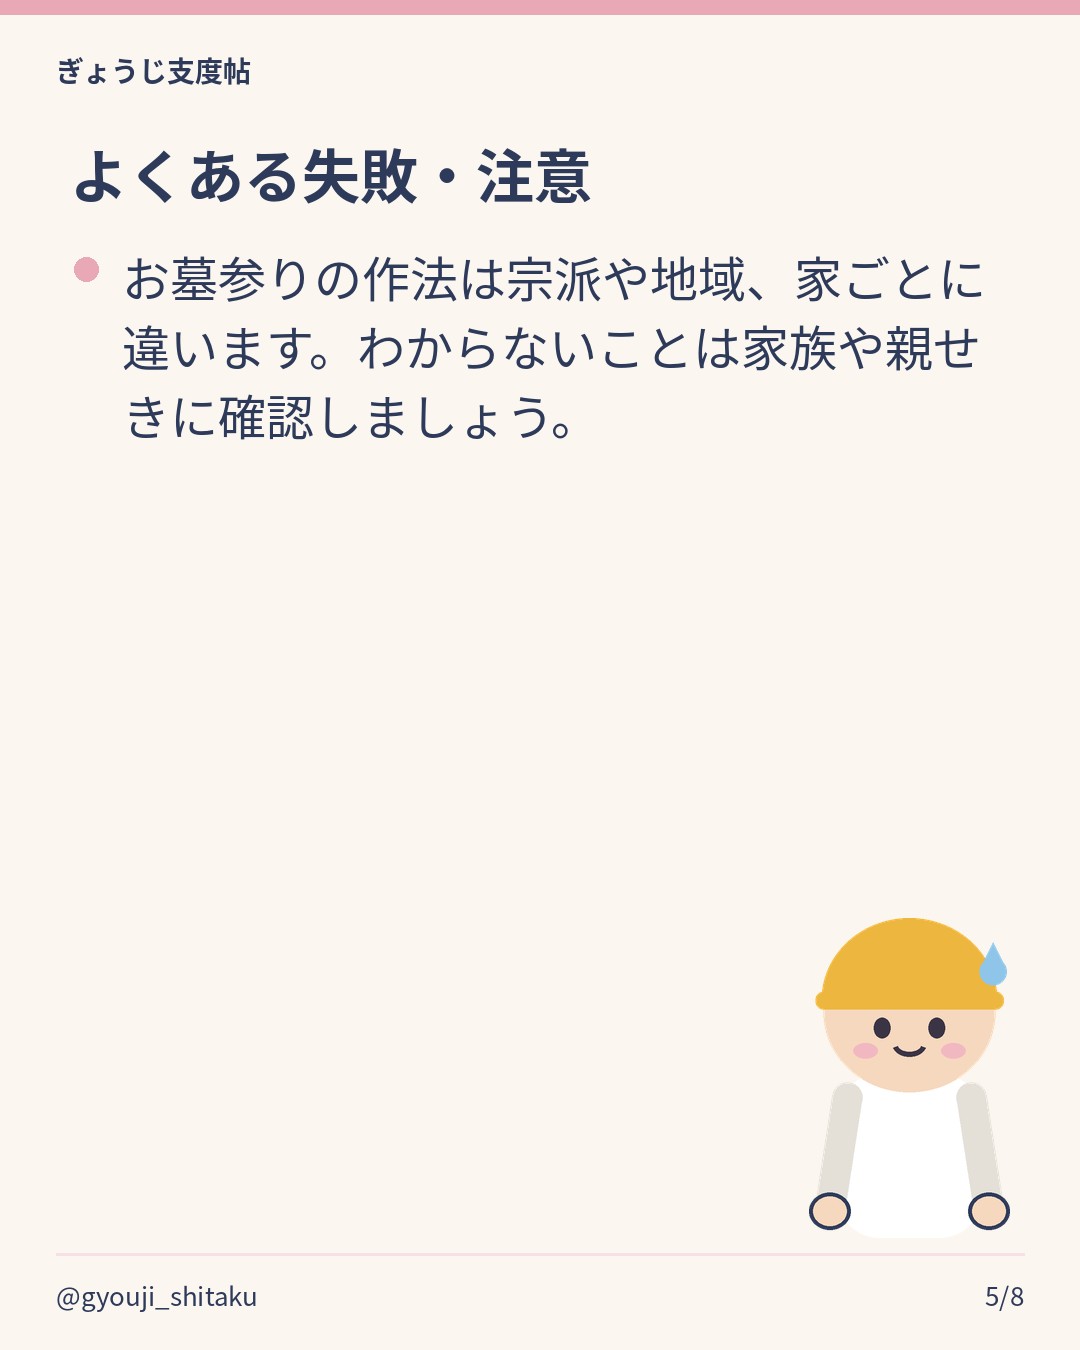 ぎょうじ支度帖
よくある失敗・注意
お墓参りの作法は宗派や地域、家ごとに
違います。わからないことは家族や親せ
きに確認しましょう。
@gyouji_shitaku
5/8